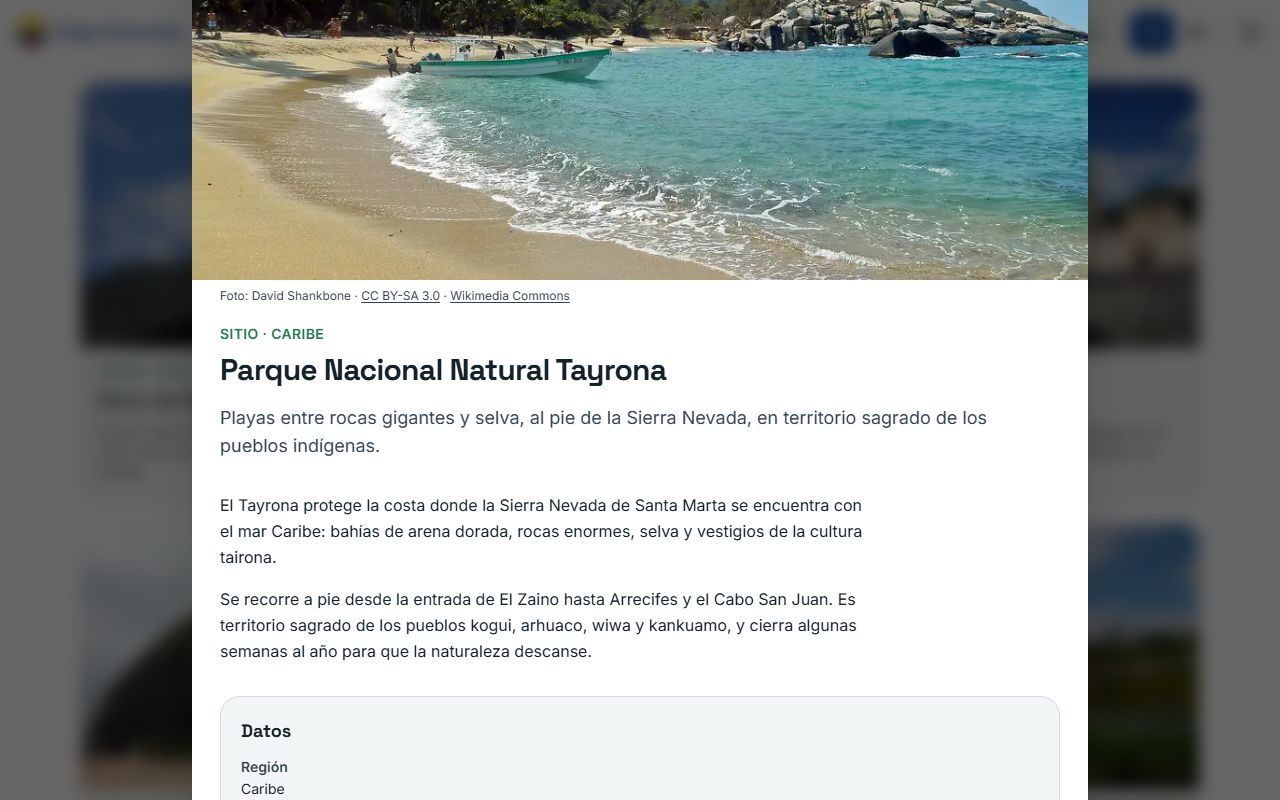 Foto: David Shankbone · CC BY-SA 3.0 · Wikimedia Commons
SITIO · CARIBE
Parque Nacional Natural Tayrona
Playas entre rocas gigantes y selva, al pie de la Sierra Nevada, en territorio sagrado de los
pueblos indígenas.
El Tayrona protege la costa donde la Sierra Nevada de Santa Marta se encuentra con
el mar Caribe: bahías de arena dorada, rocas enormes, selva y vestigios de la cultura
tairona.
Se recorre a pie desde la entrada de El Zaino hasta Arrecifes y el Cabo San Juan. Es
territorio sagrado de los pueblos kogui, arhuaco, wiwa y kankuamo, y cierra algunas
semanas al año para que la naturaleza descanse.
Datos
Región
Caribe